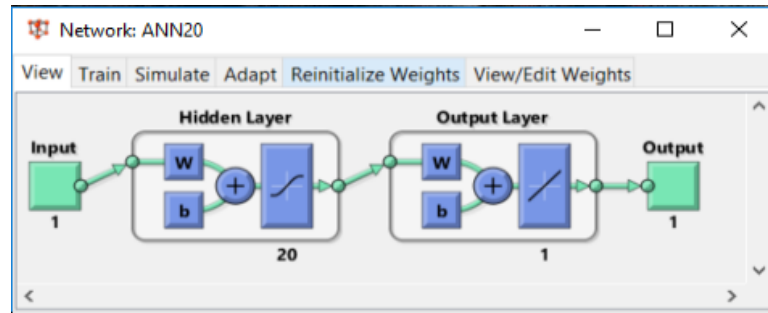 Network: ANN20
View Train Simulate Adapt Reinitialize Weights View/Edit Weights
Hidden Layer Output Layer
Input Output
W W
b b
1 1
20 1